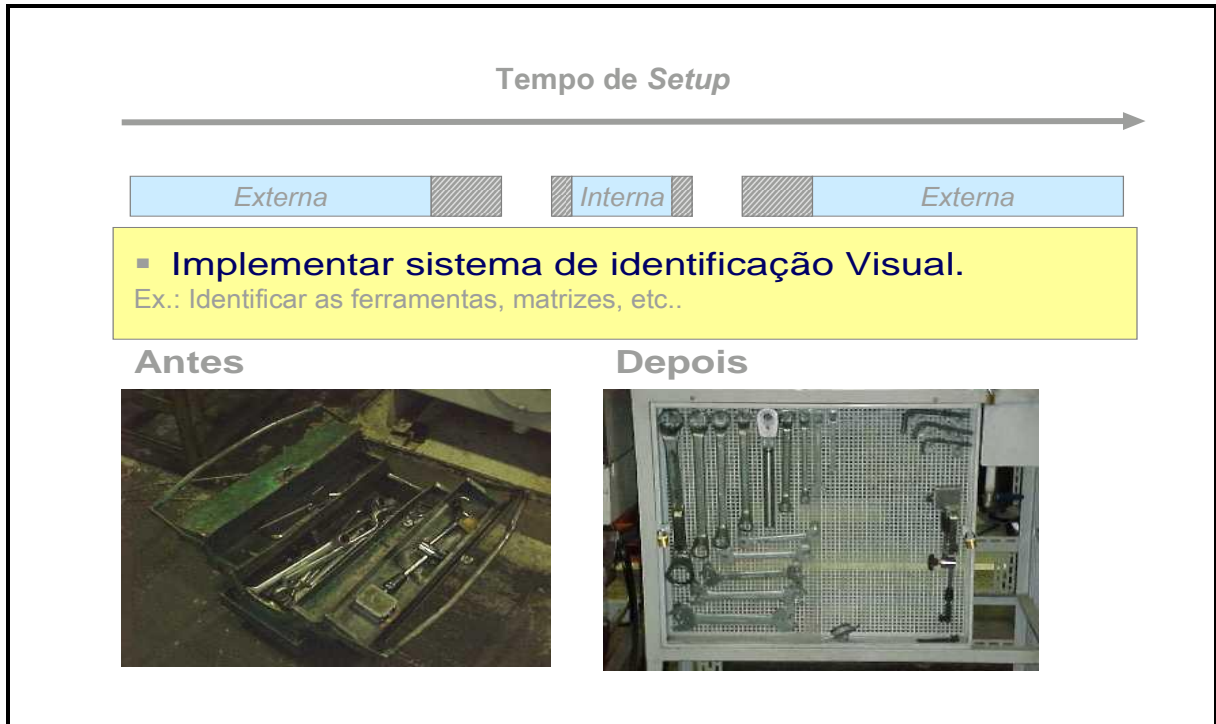 Tempo de Setup
Externa
Interna
Externa
▪ Implementar sistema de identificação Visual.
Ex.: Identificar as ferramentas, matrizes, etc..
Antes
Depois